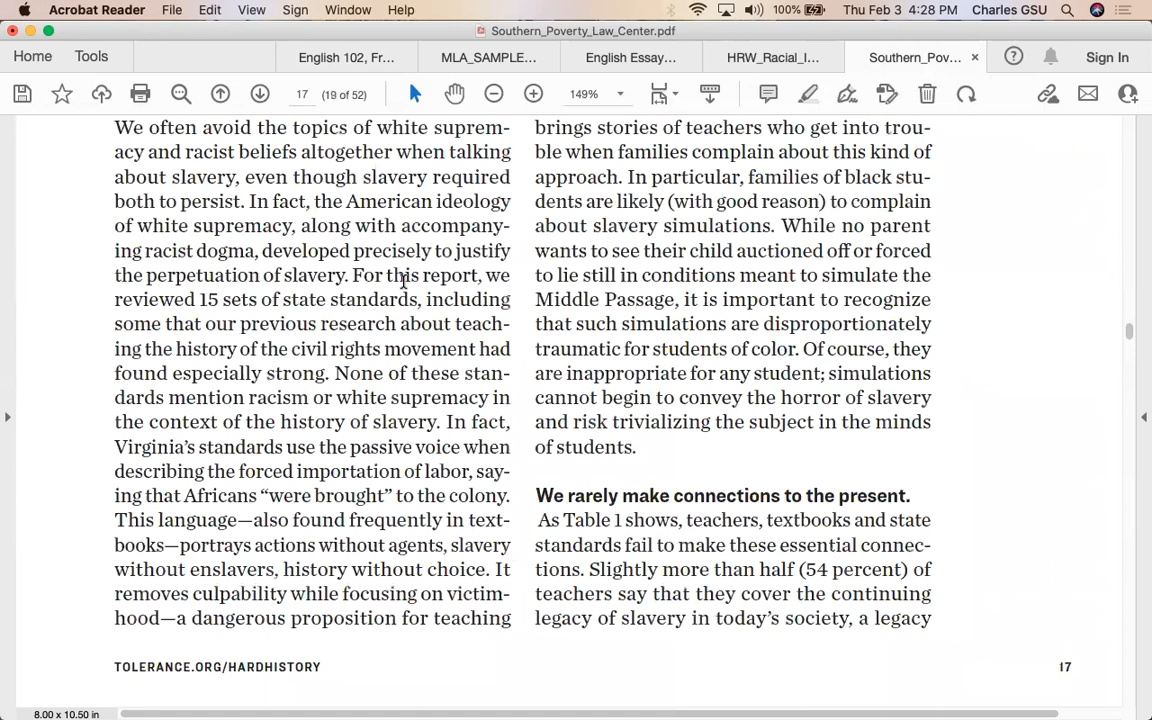 Acrobat Reader File Edit View Sign Window Help 100% Thu Feb 3 4:28 PM Charles GSU
Southern_Poverty_Law_Center.pdf
Home Tools English 102, Fr... MLA_SAMPLE... English Essay... HRW_Racial_I... Southern_Pov... × ? Sign In
17 (19 of 52) 149%
We often avoid the topics of white suprem-
acy and racist beliefs altogether when talking
about slavery, even though slavery required
both to persist. In fact, the American ideology
of white supremacy, along with accompany-
ing racist dogma, developed precisely to justify
the perpetuation of slavery. For this report, we
reviewed 15 sets of state standards, including
some that our previous research about teach-
ing the history of the civil rights movement had
found especially strong. None of these stan-
dards mention racism or white supremacy in
the context of the history of slavery. In fact,
Virginia’s standards use the passive voice when
describing the forced importation of labor, say-
ing that Africans “were brought” to the colony.
This language—also found frequently in text-
books—portrays actions without agents, slavery
without enslavers, history without choice. It
removes culpability while focusing on victim-
hood—a dangerous proposition for teaching
brings stories of teachers who get into trou-
ble when families complain about this kind of
approach. In particular, families of black stu-
dents are likely (with good reason) to complain
about slavery simulations. While no parent
wants to see their child auctioned off or forced
to lie still in conditions meant to simulate the
Middle Passage, it is important to recognize
that such simulations are disproportionately
traumatic for students of color. Of course, they
are inappropriate for any student; simulations
cannot begin to convey the horror of slavery
and risk trivializing the subject in the minds
of students.
We rarely make connections to the present.
As Table 1 shows, teachers, textbooks and state
standards fail to make these essential connec-
tions. Slightly more than half (54 percent) of
teachers say that they cover the continuing
legacy of slavery in today’s society, a legacy
TOLERANCE.ORG/HARDHISTORY 17
8.00 x 10.50 in